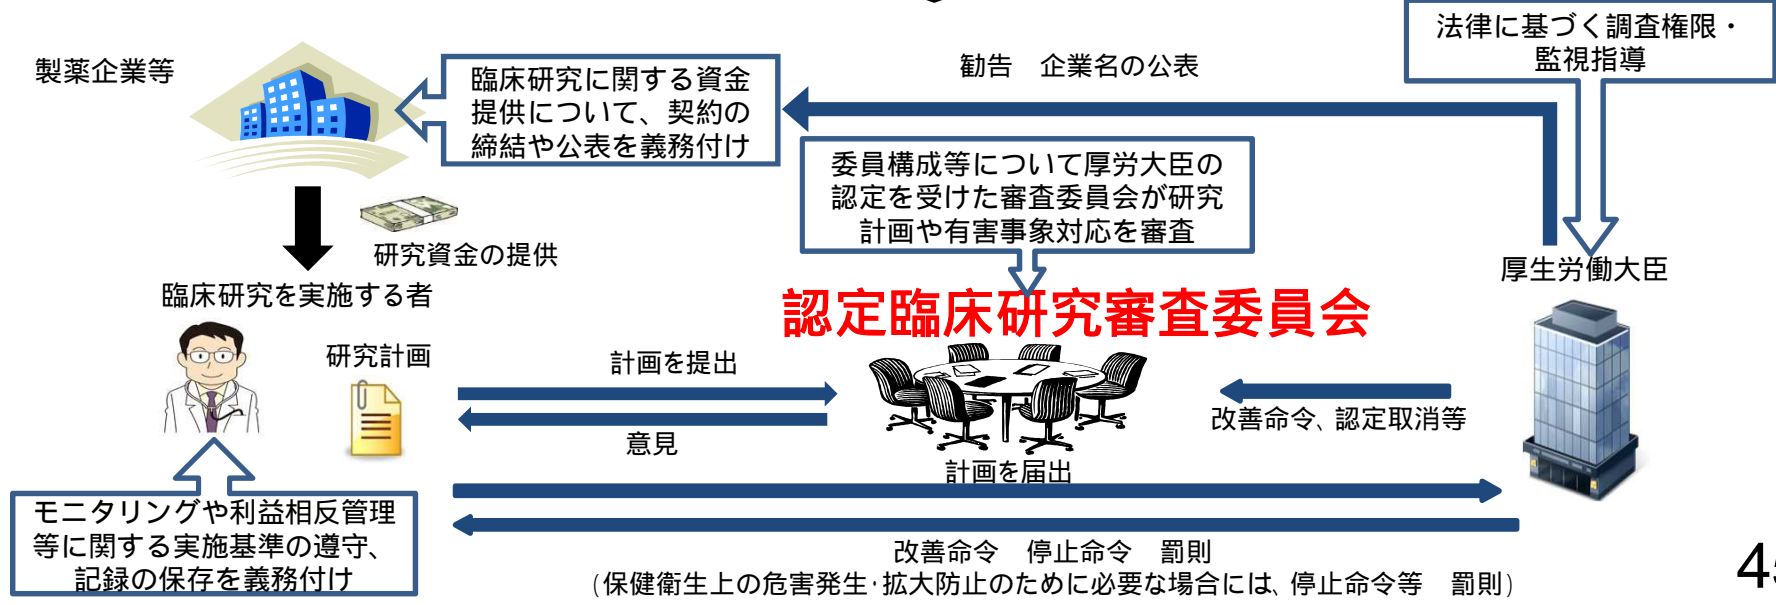 製薬企業等
臨床研究に関する資金
提供について、契約の
締結や公表を義務付け
勧告　企業名の公表
法律に基づく調査権限・
監視指導
委員構成等について厚労大臣の
認定を受けた審査委員会が研究
計画や有害事象対応を審査
研究資金の提供
厚生労働大臣
臨床研究を実施する者
認定臨床研究審査委員会
研究計画
計画を提出
意見
改善命令、認定取消等
計画を届出
モニタリングや利益相反管理
等に関する実施基準の遵守、
記録の保存を義務付け
改善命令　停止命令　罰則
(保健衛生上の危害発生・拡大防止のために必要な場合には、停止命令等　罰則)